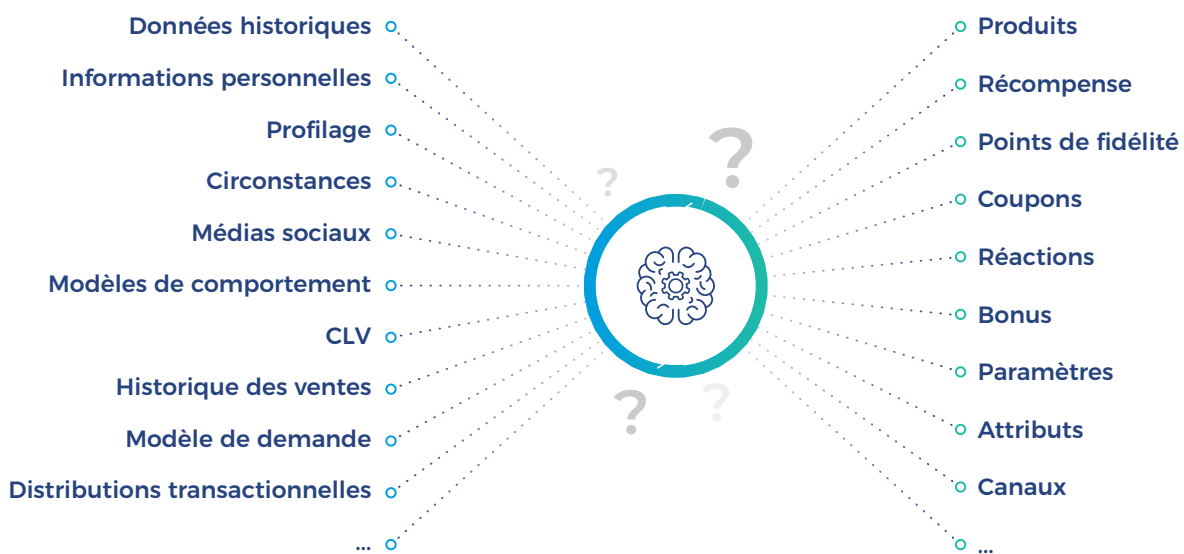 Données historiques
Informations personnelles
Profilage
Circonstances
Médias sociaux
Modèles de comportement
CLV
Historique des ventes
Modèle de demande
Distributions transactionnelles
...
?
?
?
?
Produits
Récompense
Points de fidélité
Coupons
Réactions
Bonus
Paramètres
Attributs
Canaux
...